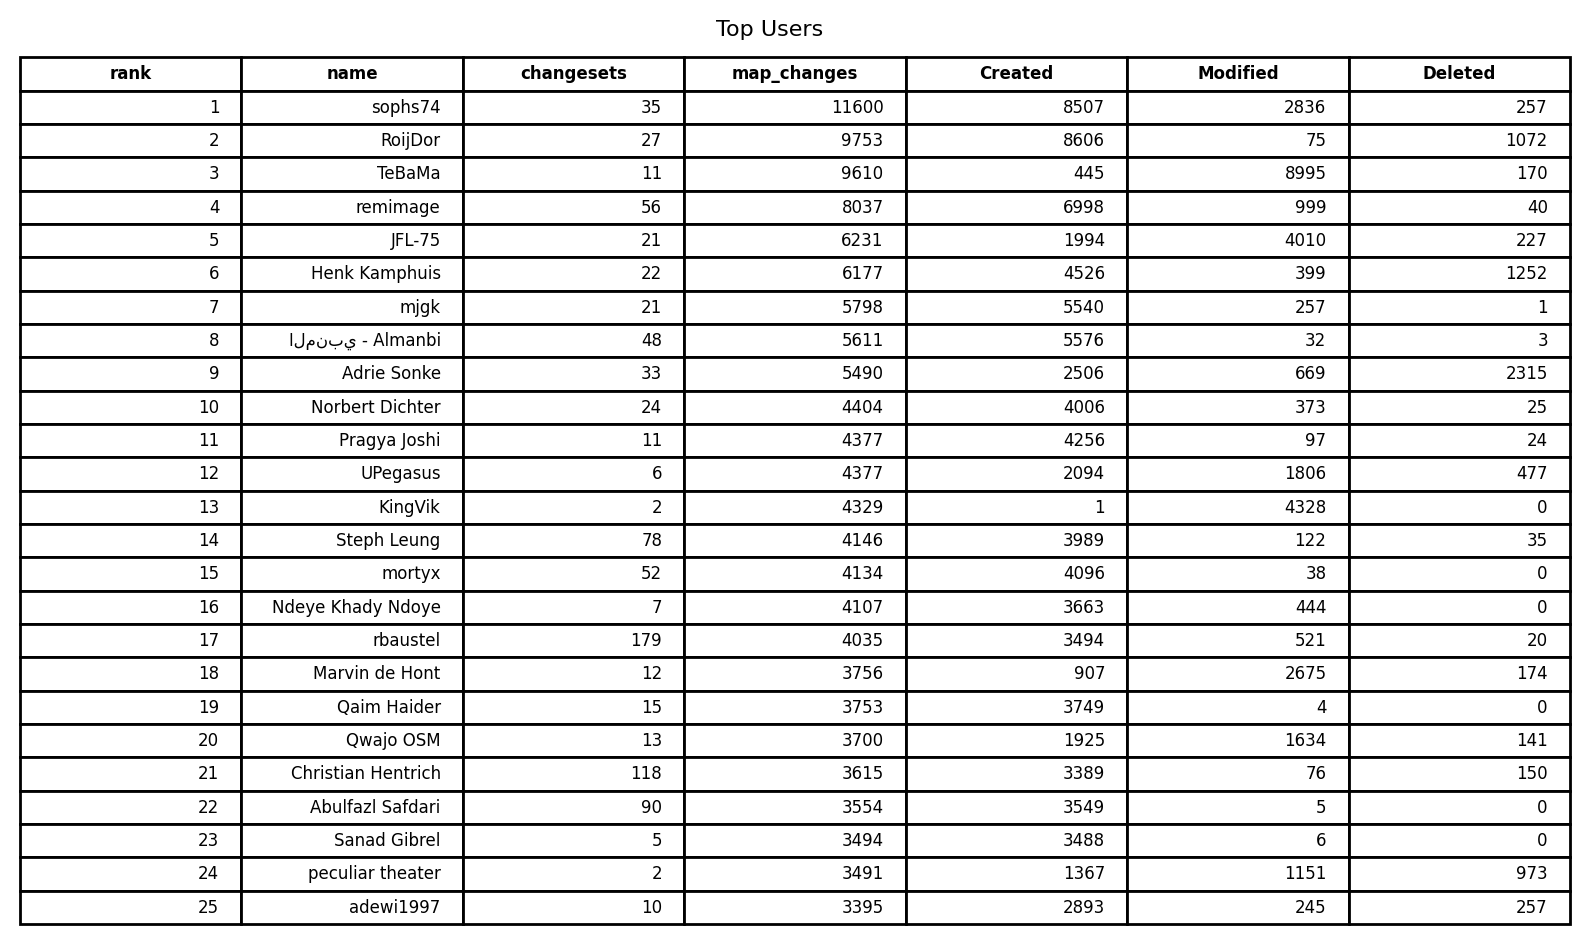 Top Users
rank name changesets map_changes Created Modified Deleted
1 sophs74 35 11600 8507 2836 257
2 RoijDor 27 9753 8606 75 1072
3 TeBaMa 11 9610 445 8995 170
4 remimage 56 8037 6998 999 40
5 JFL-75 21 6231 1994 4010 227
6 Henk Kamphuis 22 6177 4526 399 1252
7 mjgk 21 5798 5540 257 1
8 المنبي - Almanbi 48 5611 5576 32 3
9 Adrie Sonke 33 5490 2506 669 2315
10 Norbert Dichter 24 4404 4006 373 25
11 Pragya Joshi 11 4377 4256 97 24
12 UPegasus 6 4377 2094 1806 477
13 KingVik 2 4329 1 4328 0
14 Steph Leung 78 4146 3989 122 35
15 mortyx 52 4134 4096 38 0
16 Ndeye Khady Ndoye 7 4107 3663 444 0
17 rbaustel 179 4035 3494 521 20
18 Marvin de Hont 12 3756 907 2675 174
19 Qaim Haider 15 3753 3749 4 0
20 Qwajo OSM 13 3700 1925 1634 141
21 Christian Hentrich 118 3615 3389 76 150
22 Abulfazl Safdari 90 3554 3549 5 0
23 Sanad Gibrel 5 3494 3488 6 0
24 peculiar theater 2 3491 1367 1151 973
25 adewi1997 10 3395 2893 245 257